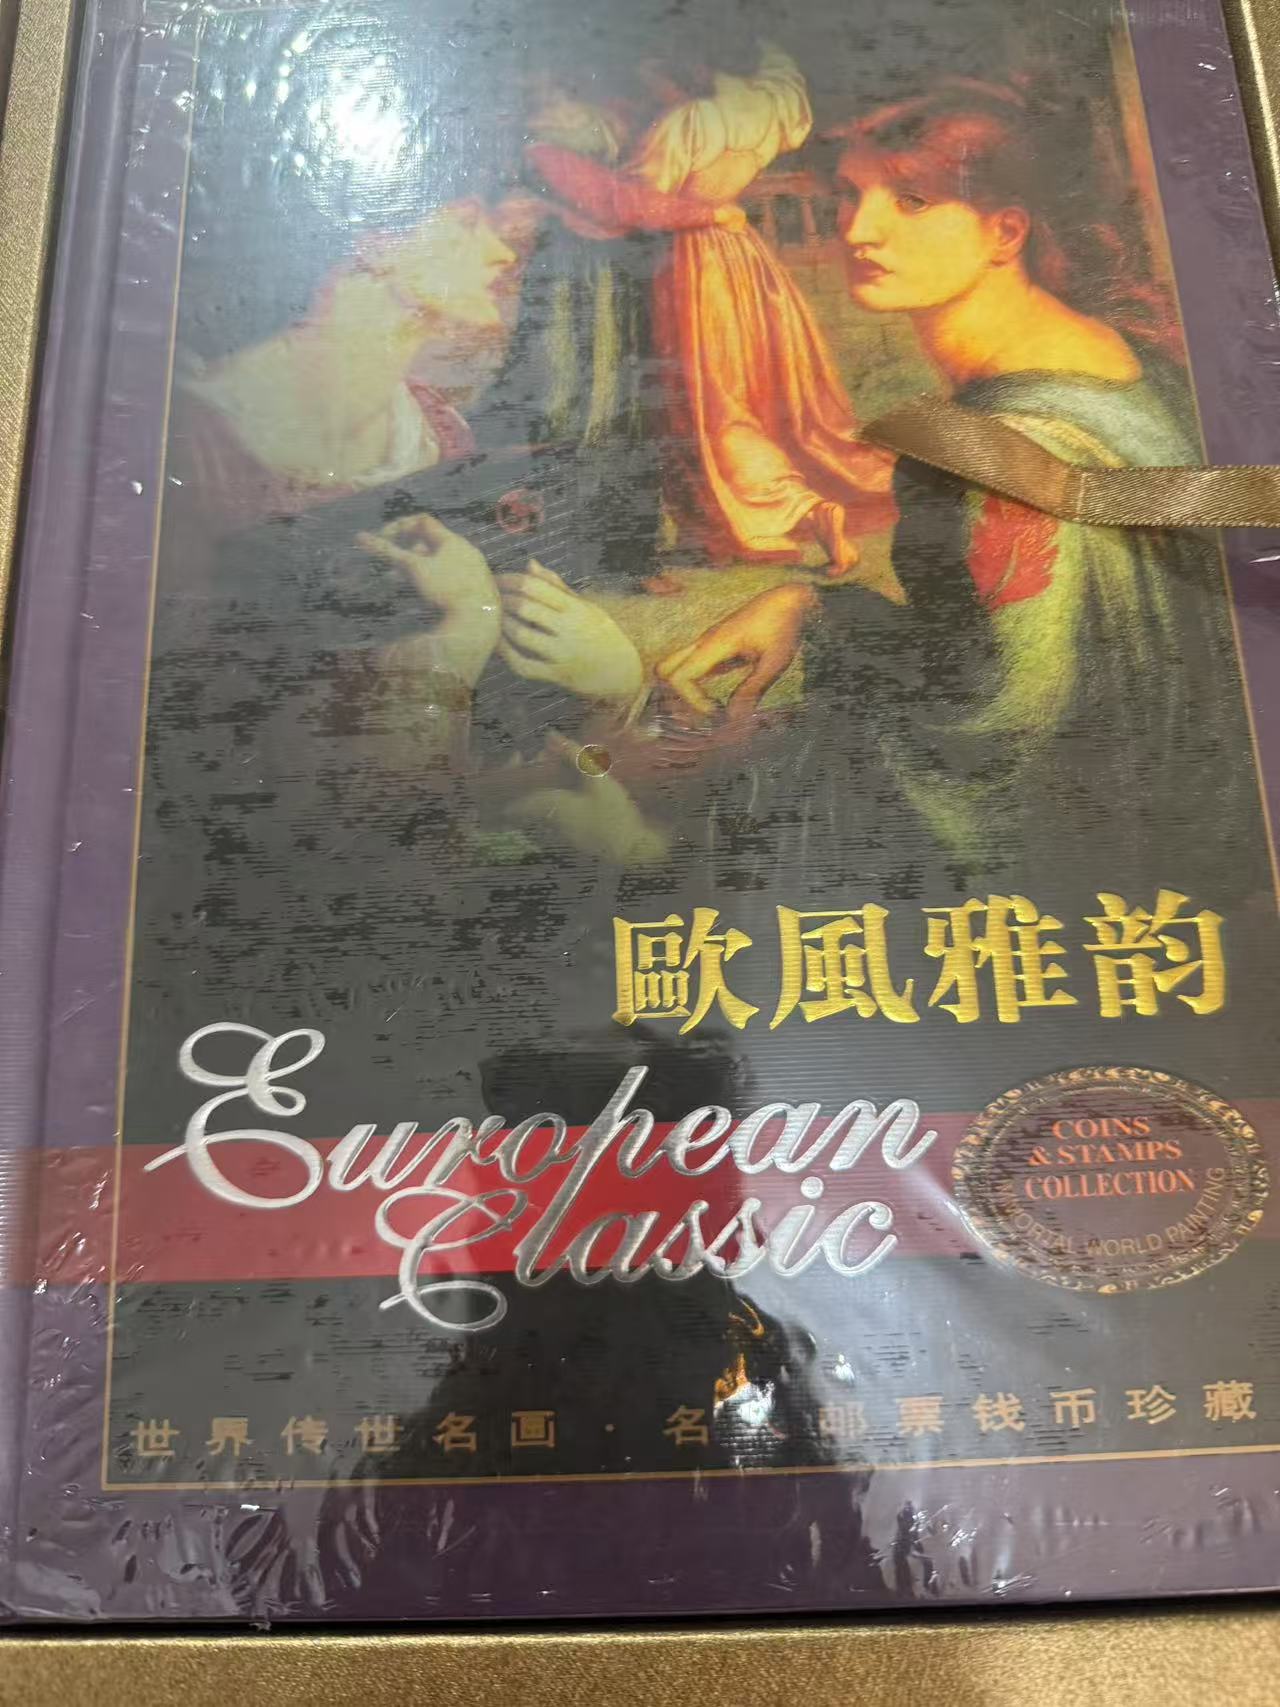 歐風雅韵
European
Classic
COINS
& STAMPS
COLLECTION
WORLD PAINTING
世界传世名画·名人邮票钱币珍藏